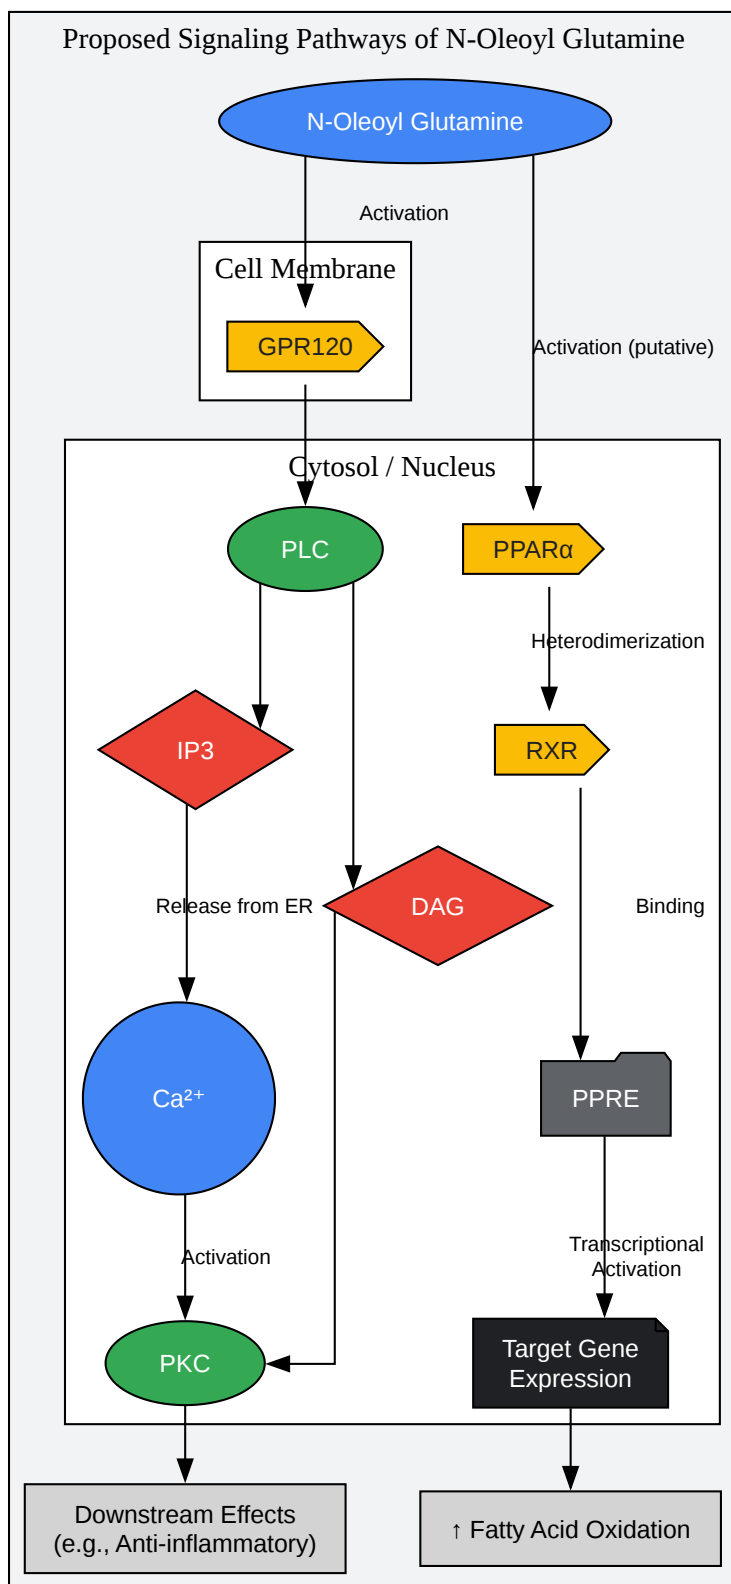 Proposed Signaling Pathways of N-Oleoyl Glutamine
N-Oleoyl Glutamine
Activation
Cell Membrane
GPR120
Activation (putative)
Cytosol / Nucleus
PLC
PPARα
Heterodimerization
IP3
RXR
Release from ER
DAG
Binding
Ca²⁺
PPRE
Activation
Transcriptional
Activation
PKC
Target Gene
Expression
Downstream Effects
(e.g., Anti-inflammatory)
↑ Fatty Acid Oxidation